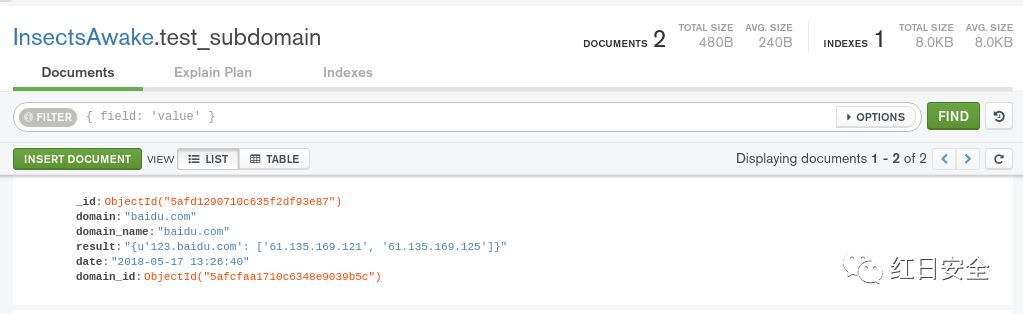 InsectsAwake.test_subdomain
DOCUMENTS 2 TOTAL SIZE 480B AVG. SIZE 240B INDEXES 1 TOTAL SIZE 8.0KB AVG. SIZE 8.0KB
Documents Explain Plan Indexes
FILTER { field: 'value' } OPTIONS FIND
INSERT DOCUMENT VIEW LIST TABLE Displaying documents 1 - 2 of 2
_id: ObjectId("5afd1290710c635f2df93e87")
domain: "baidu.com"
domain_name: "baidu.com"
result: "{u'123.baidu.com': ['61.135.169.121', '61.135.169.125']}"
date: "2018-05-17 13:26:40"
domain_id: ObjectId("5afcfaa1710c6348e9039b5c")
红日安全